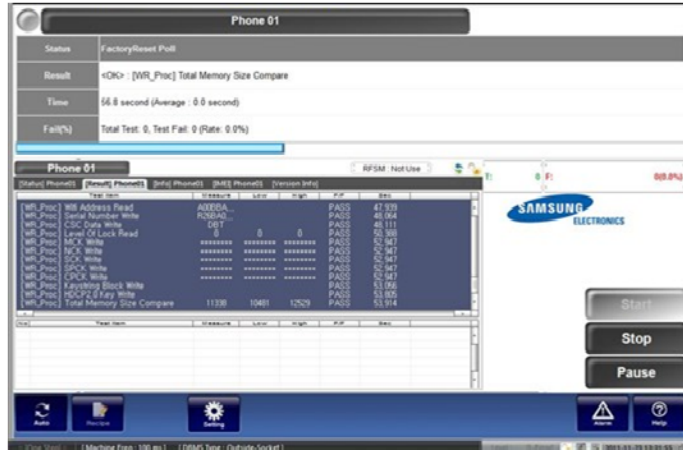 Phone 01
Status FactoryReset Poll
Result <OK> : [WR_Proc] Total Memory Size Compare
Time 56.8 second (Average : 0.0 second)
Fail(%) Total Test: 0, Test Fail: 0 (Rate: 0.0%)
Phone 01 RFSM : Not Use T: 0 F: 0(0.0%)
[Status] Phone01 [Result] Phone01 [Info] Phone01 [IMEI] Phone01 [Version Info]
Test Item Measure Low High P/F Sec
[WR_Proc] Wifi Address Read A00BBA... PASS 47,939
[WR_Proc] Serial Number Write R26BA0... PASS 48,064
[WR_Proc] CSC Data Write DBT PASS 48,111
[WR_Proc] Level Of Lock Read 0 0 0 PASS
[WR_Proc] MCK Write ******** ******** ******** PASS 52,947
[WR_Proc] NCK Write ******** ******** ******** PASS 52,947
[WR_Proc] SCK Write ******** ******** ******** PASS 52,947
[WR_Proc] SPCK Write ******** ******** ******** PASS 52,947
[WR_Proc] CPCK Write ******** ******** ******** PASS 52,947
[WR_Proc] Keystring Block Write PASS 53,056
[WR_Proc] HDCP2.0 Key Write PASS 53,805
[WR_Proc] Total Memory Size Compare 11398 10481 12529 PASS 53,914
SAMSUNG
ELECTRONICS
No Test Item Measure Low High P/F Sec
Start
Stop
Pause
Auto Recipe Setting Alarm Help
[Machine Freq : 100 ms] [DBMS Type : Outside-Socket]